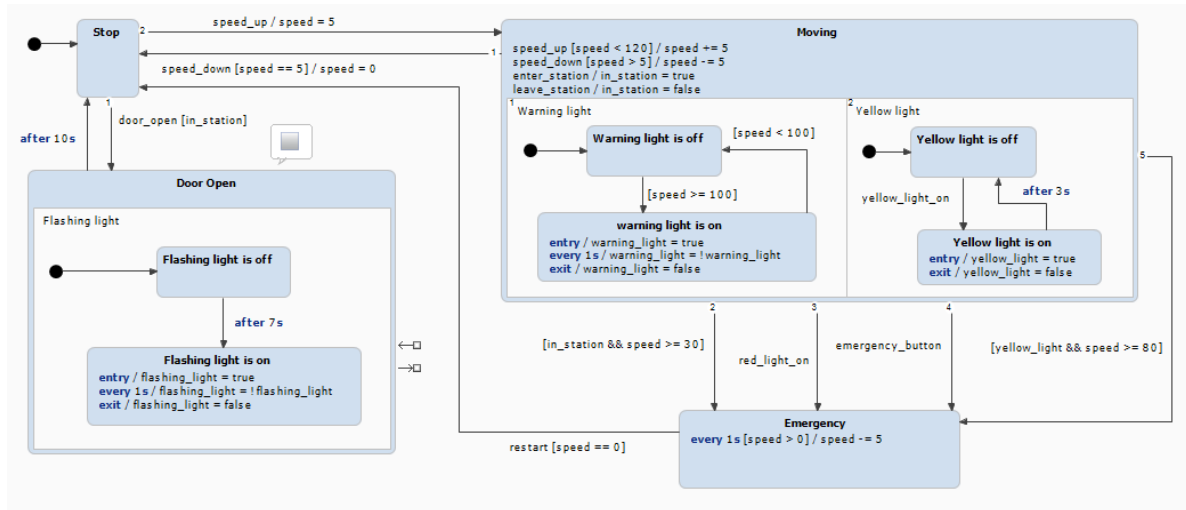 Stop
2
speed_up / speed = 5
1
speed_down [speed == 5] / speed = 0
1
door_open [in_station]
after 10s
Moving
speed_up [speed < 120] / speed += 5
speed_down [speed > 5] / speed -= 5
enter_station / in_station = true
leave_station / in_station = false
1
Warning light
Warning light is off
[speed < 100]
[speed >= 100]
warning light is on
entry / warning_light = true
every 1s / warning_light = !warning_light
exit / warning_light = false
2
Yellow light
Yellow light is off
yellow_light_on
after 3s
Yellow light is on
entry / yellow_light = true
exit / yellow_light = false
5
Door Open
Flashing light
Flashing light is off
after 7s
Flashing light is on
entry / flashing_light = true
every 1s / flashing_light = !flashing_light
exit / flashing_light = false
2
3
4
[in_station && speed >= 30]
red_light_on
emergency_button
[yellow_light && speed >= 80]
Emergency
every 1s [speed > 0] / speed -= 5
restart [speed == 0]